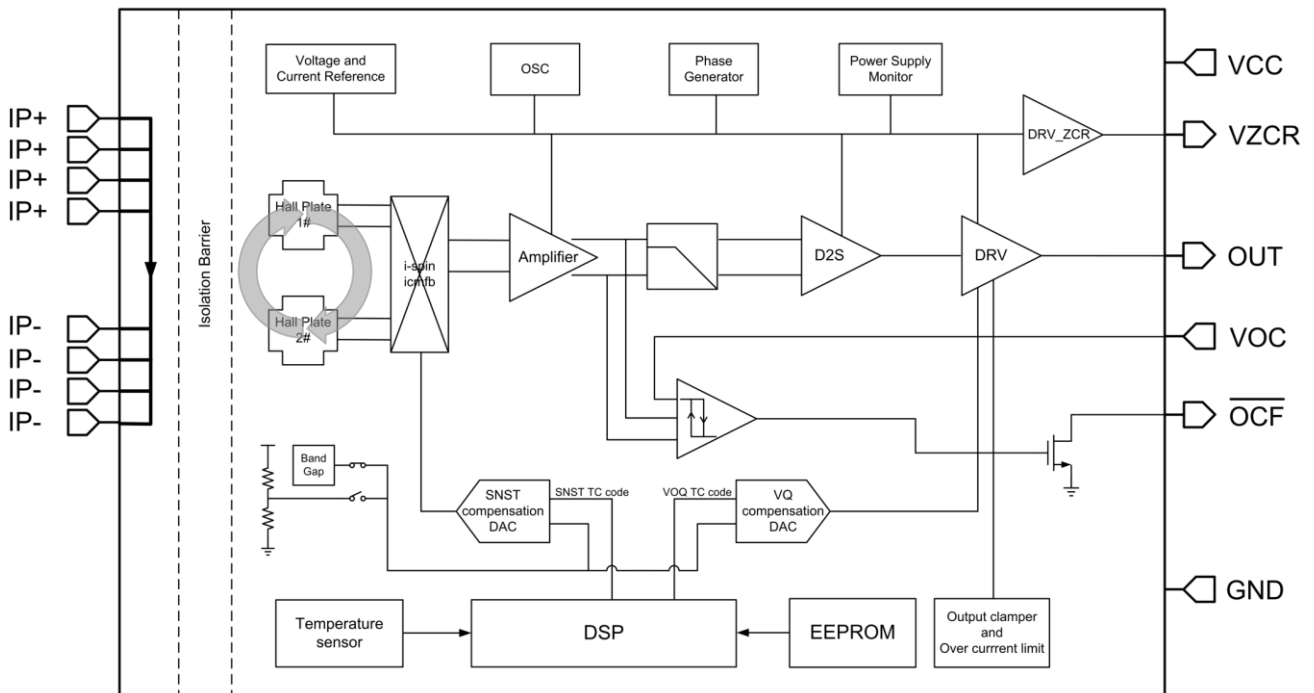 Voltage and
Current Reference
OSC
Phase
Generator
Power Supply
Monitor
VCC
IP+
IP+
IP+
IP+
DRV_ZCR
VZCR
Isolation Barrier
Hall Plate
1#
i-spin
icmfb
Amplifier
D2S
DRV
OUT
Hall Plate
2#
IP-
IP-
IP-
IP-
VOC
OCF
Band
Gap
SNST
compensation
DAC
SNST TC code
VOQ TC code
VQ
compensation
DAC
GND
Temperature
sensor
DSP
EEPROM
Output clamper
and
Over currrent limit